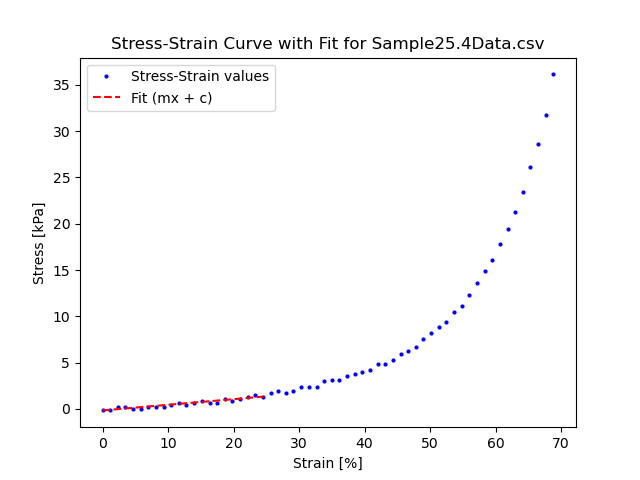 Stress-Strain Curve with Fit for Sample25.4Data.csv
Stress-Strain values
Fit (mx + c)
35
30
25
20
15
10
5
0
Stress [kPa]
0 10 20 30 40 50 60 70
Strain [%]